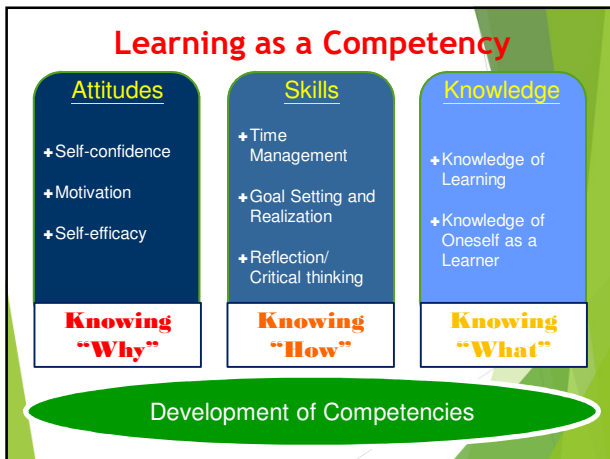 Learning as a Competency
Attitudes
+Self-confidence
+Motivation
+Self-efficacy
Knowing
“Why”
Skills
+Time
Management
+Goal Setting and
Realization
+Reflection/
Critical thinking
Knowing
“How”
Knowledge
+Knowledge of
Learning
+Knowledge of
Oneself as a
Learner
Knowing
“What”
Development of Competencies